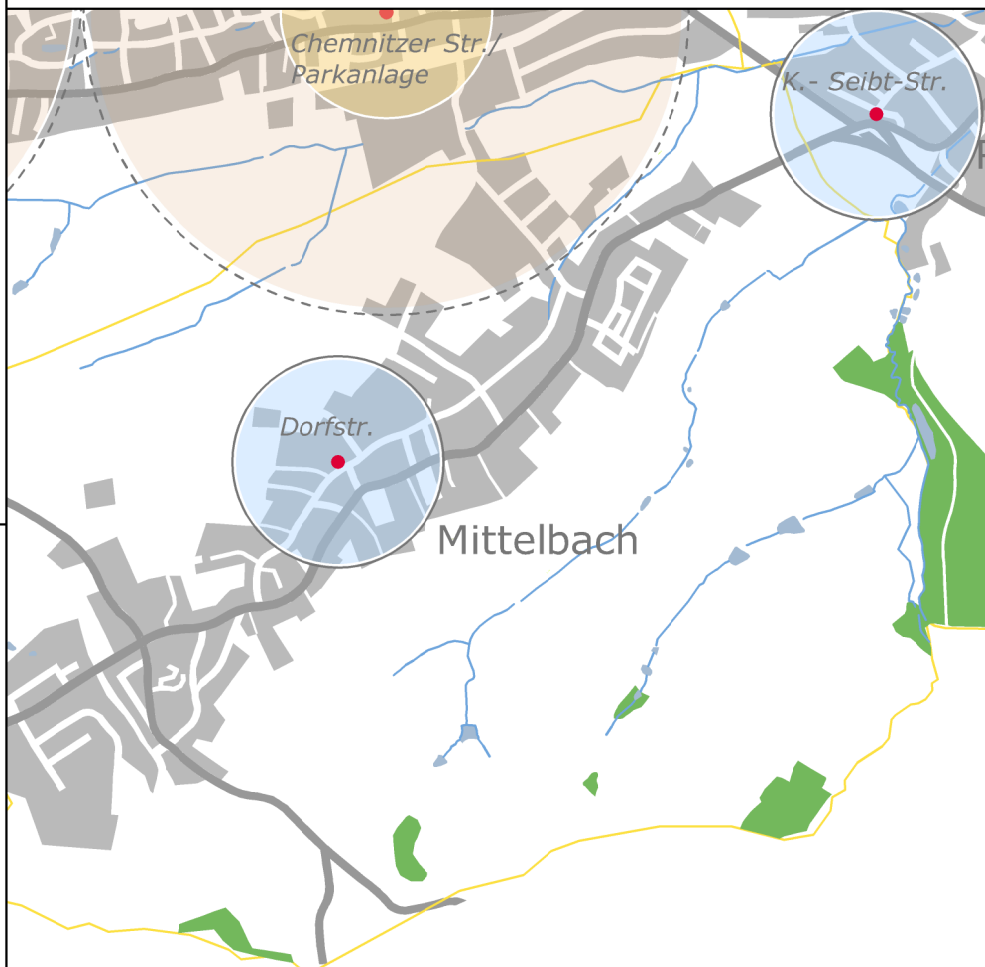 Chemnitzer Str./
Parkanlage
K.- Seibt-Str.
Dorfstr.
Mittelbach